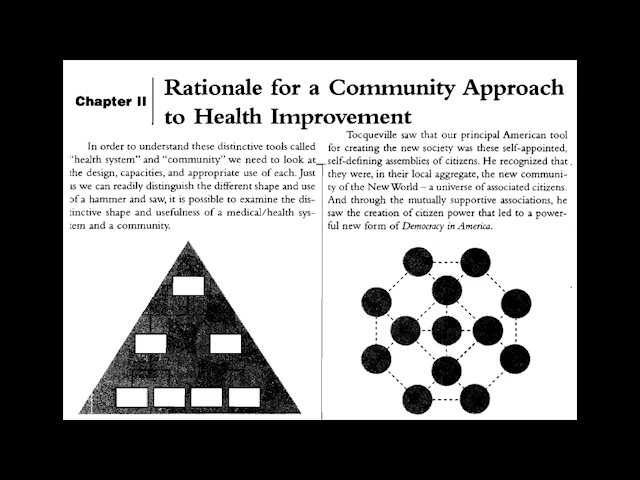 Chapter II
Rationale for a Community Approach
to Health Improvement
In order to understand these distinctive tools called
"health system" and "community" we need to look at
the design, capacities, and appropriate use of each. Just
as we can readily distinguish the different shape and use
of a hammer and saw, it is possible to examine the dis-
tinctive shape and usefulness of a medical/health sys-
tem and a community.
Tocqueville saw that our principal American tool
for creating the new society was these self-appointed,
self-defining assemblies of citizens. He recognized that
they were, in their local aggregate, the new communi-
ty of the New World – a universe of associated citizens.
And through the mutually supportive associations, he
saw the creation of citizen power that led to a power-
ful new form of Democracy in America.